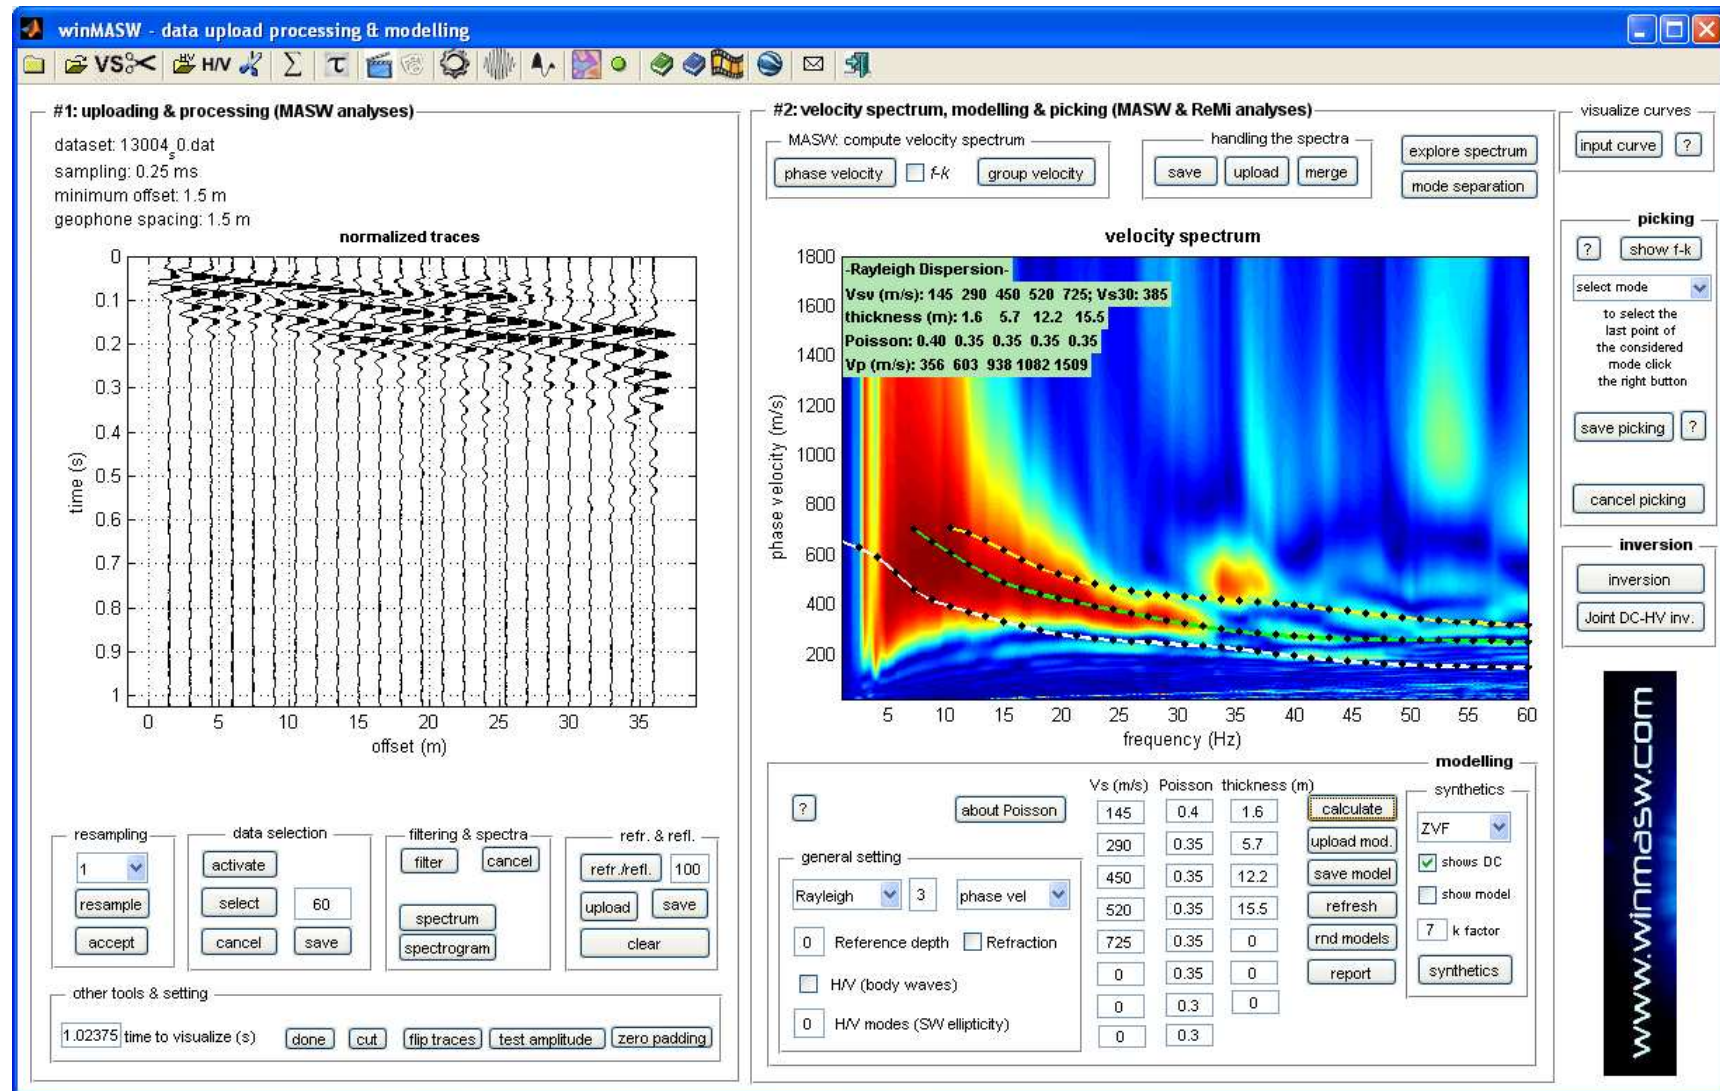 winMASW - data upload processing & modelling
VS H/V Σ τ
#1: uploading & processing (MASW analyses)
dataset: 13004_s0.dat
sampling: 0.25 ms
minimum offset: 1.5 m
geophone spacing: 1.5 m
normalized traces
0
0.1
0.2
0.3
0.4
0.5
0.6
0.7
0.8
0.9
1
time (s)
0 5 10 15 20 25 30 35
offset (m)
resampling
1
resample
accept
data selection
activate
select 60
cancel save
filtering & spectra
filter cancel
spectrum
spectrogram
refr. & refl.
refr./refl. 100
upload save
clear
other tools & setting
1.02375 time to visualize (s) done cut flip traces test amplitude zero padding
#2: velocity spectrum, modelling & picking (MASW & ReMi analyses)
MASW: compute velocity spectrum
phase velocity f-k group velocity
handling the spectra
save upload merge
explore spectrum
mode separation
velocity spectrum
-Rayleigh Dispersion-
Vsv (m/s): 145 290 450 520 725; Vs30: 385
thickness (m): 1.6 5.7 12.2 15.5
Poisson: 0.40 0.35 0.35 0.35 0.35
Vp (m/s): 356 603 938 1082 1509
1800
1600
1400
1200
1000
800
600
400
200
phase velocity (m/s)
5 10 15 20 25 30 35 40 45 50 55 60
frequency (Hz)
modelling
? about Poisson
general setting
Rayleigh 3 phase vel
0 Reference depth Refraction
H/V (body waves)
0 H/V modes (SW ellipticity)
Vs (m/s) Poisson thickness (m)
145 0.4 1.6
290 0.35 5.7
450 0.35 12.2
520 0.35 15.5
725 0.35 0
0 0.35 0
0 0.3 0
0 0.3
calculate
upload mod.
save model
refresh
rnd models
report
synthetics
ZVF
shows DC
show model
7 k factor
synthetics
visualize curves
input curve ?
picking
? show f-k
select mode
to select the
last point of
the considered
mode click
the right button
save picking ?
cancel picking
inversion
inversion
Joint DC-HV inv.
www.winmasw.com